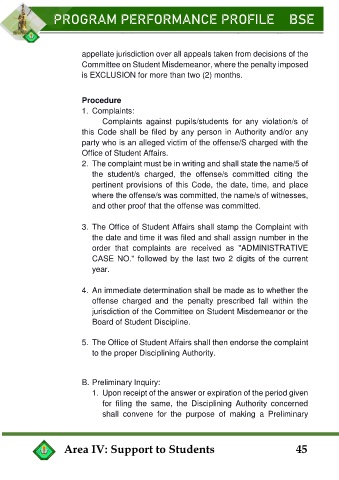 PROGRAM PERFORMANCE PROFILE BSE
appellate jurisdiction over all appeals taken from decisions of the
Committee on Student Misdemeanor, where the penalty imposed
is EXCLUSION for more than two (2) months.
Procedure
1. Complaints:
Complaints against pupils/students for any violation/s of
this Code shall be filed by any person in Authority and/or any
party who is an alleged victim of the offense/S charged with the
Office of Student Affairs.
2. The complaint must be in writing and shall state the name/5 of
the student/s charged, the offense/s committed citing the
pertinent provisions of this Code, the date, time, and place
where the offense/s was committed, the name/s of witnesses,
and other proof that the offense was committed.
3. The Office of Student Affairs shall stamp the Complaint with
the date and time it was filed and shall assign number in the
order that complaints are received as "ADMINISTRATIVE
CASE NO." followed by the last two 2 digits of the current
year.
4. An immediate determination shall be made as to whether the
offense charged and the penalty prescribed fall within the
jurisdiction of the Committee on Student Misdemeanor or the
Board of Student Discipline.
5. The Office of Student Affairs shall then endorse the complaint
to the proper Disciplining Authority.
B. Preliminary Inquiry:
1. Upon receipt of the answer or expiration of the period given
for filing the same, the Disciplining Authority concerned
shall convene for the purpose of making a Preliminary
Area IV: Support to Students 45